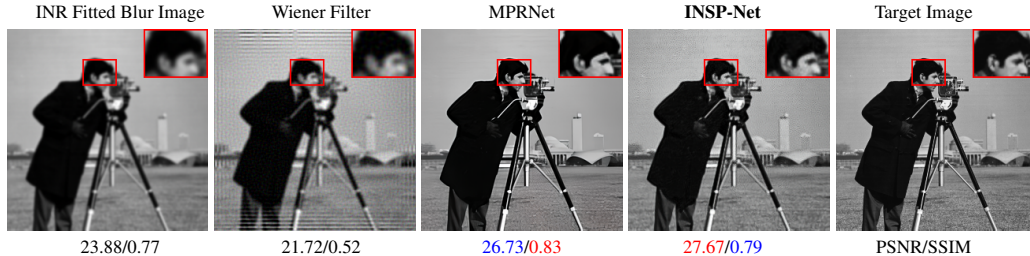 INR Fitted Blur Image Wiener Filter MPRNet INSP-Net Target Image
23.88/0.77 21.72/0.52 26.73/0.83 27.67/0.79 PSNR/SSIM